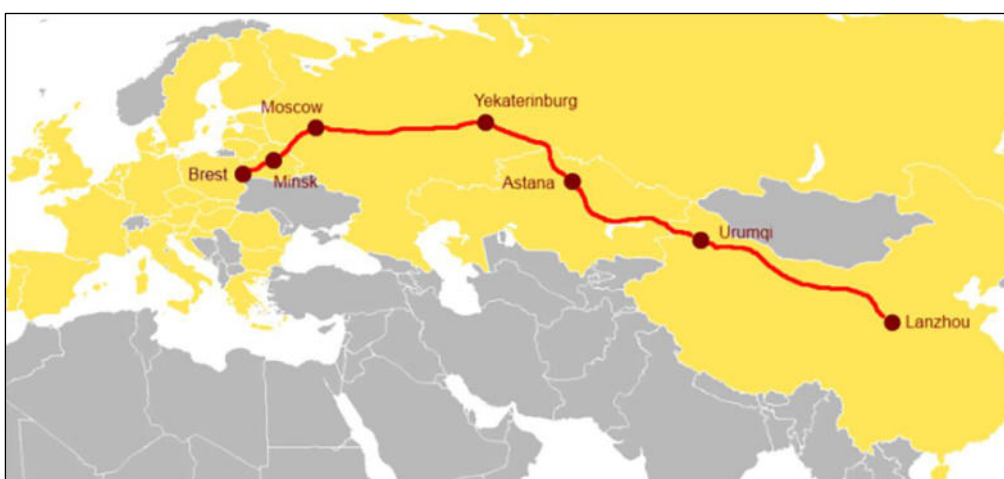 Moscow
Yekaterinburg
Brest
Minsk
Astana
Urumqi
Lanzhou